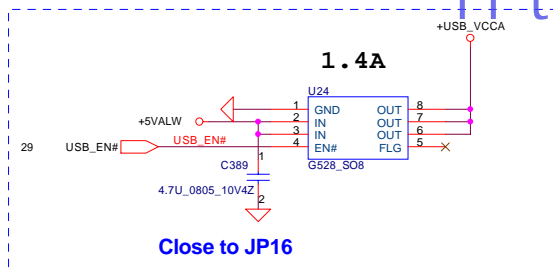 +USB_VCCA
1.4A
U24
1 GND OUT 8
+5VALW 2 IN OUT 7
3 IN OUT 6
29 USB_EN# USB_EN# 4 EN# FLG 5
C389 1 G528_SO8
4.7U_0805_10V4Z
2
Close to JP16